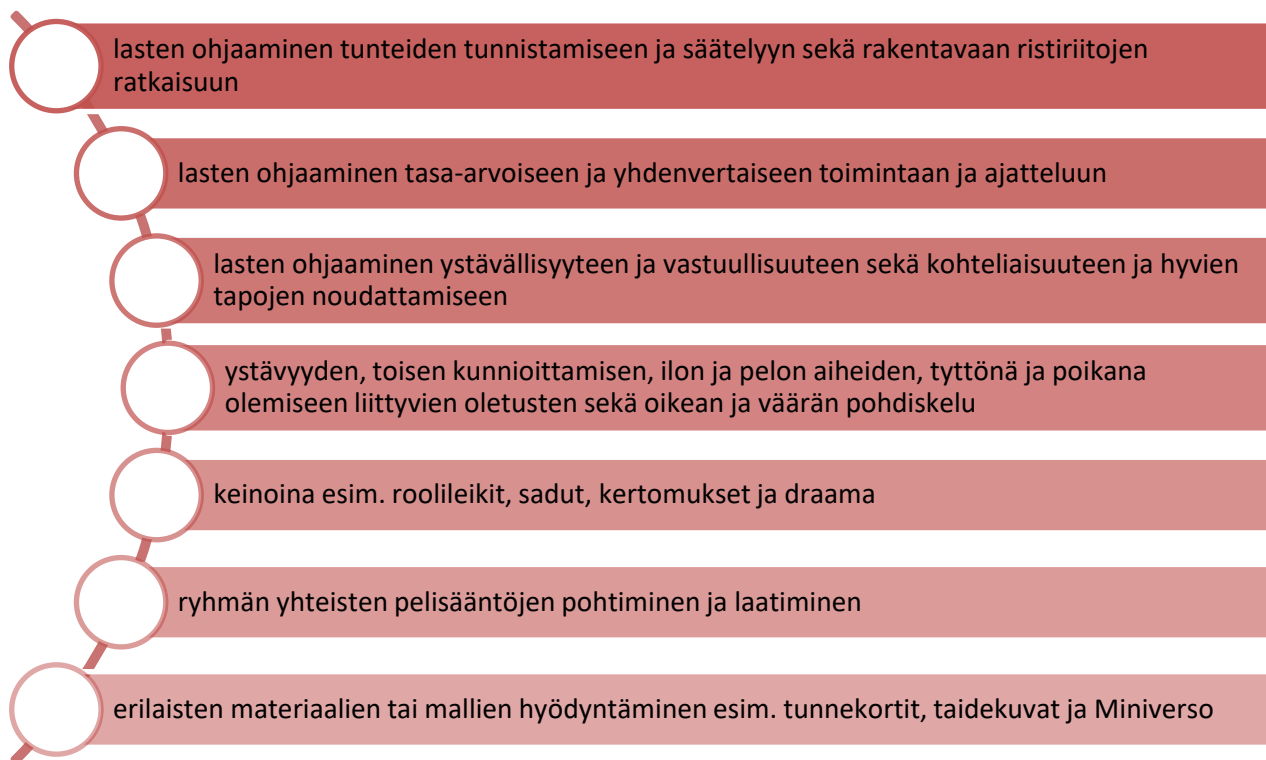 lasten ohjaaminen tunteiden tunnistamiseen ja säätelyyn sekä rakentavaan ristiriitojen
ratkaisuun
lasten ohjaaminen tasa-arvoiseen ja yhdenvertaiseen toimintaan ja ajatteluun
lasten ohjaaminen ystävällisyyteen ja vastuullisuuteen sekä kohteliaisuuteen ja hyvien
tapojen noudattamiseen
ystävyyden, toisen kunnioittamisen, ilon ja pelon aiheiden, tyttönä ja poikana
olemiseen liittyvien oletusten sekä oikean ja väärän pohdiskelu
keinoina esim. roolileikit, sadut, kertomukset ja draama
ryhmän yhteisten pelisääntöjen pohtiminen ja laatiminen
erilaisten materiaalien tai mallien hyödyntäminen esim. tunnekortit, taidekuvat ja Miniverso